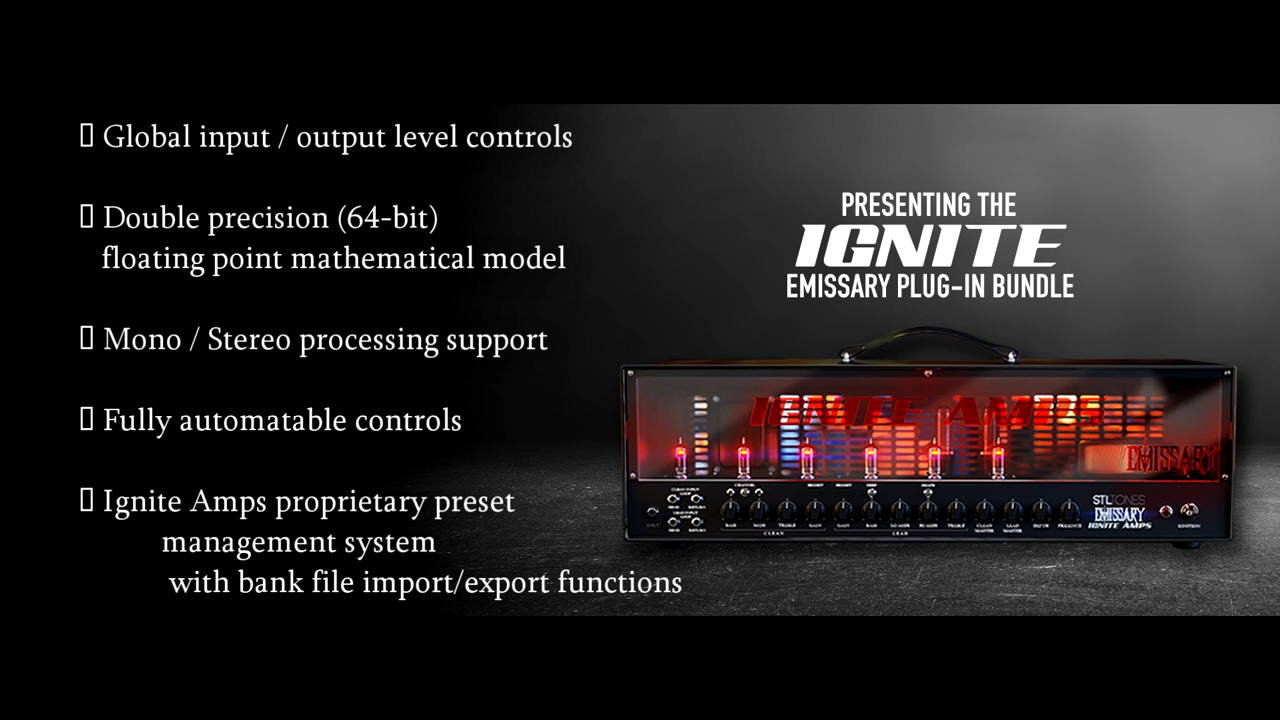 ▯ Global input / output level controls
▯ Double precision (64-bit)
floating point mathematical model
▯ Mono / Stereo processing support
▯ Fully automatable controls
▯ Ignite Amps proprietary preset
management system
with bank file import/export functions
PRESENTING THE
IGNITE
EMISSARY PLUG-IN BUNDLE
IGNITE AMPS
EMISSARY
CLEAN
LEAD
STL TONES
EMISSARY
IGNITE AMPS